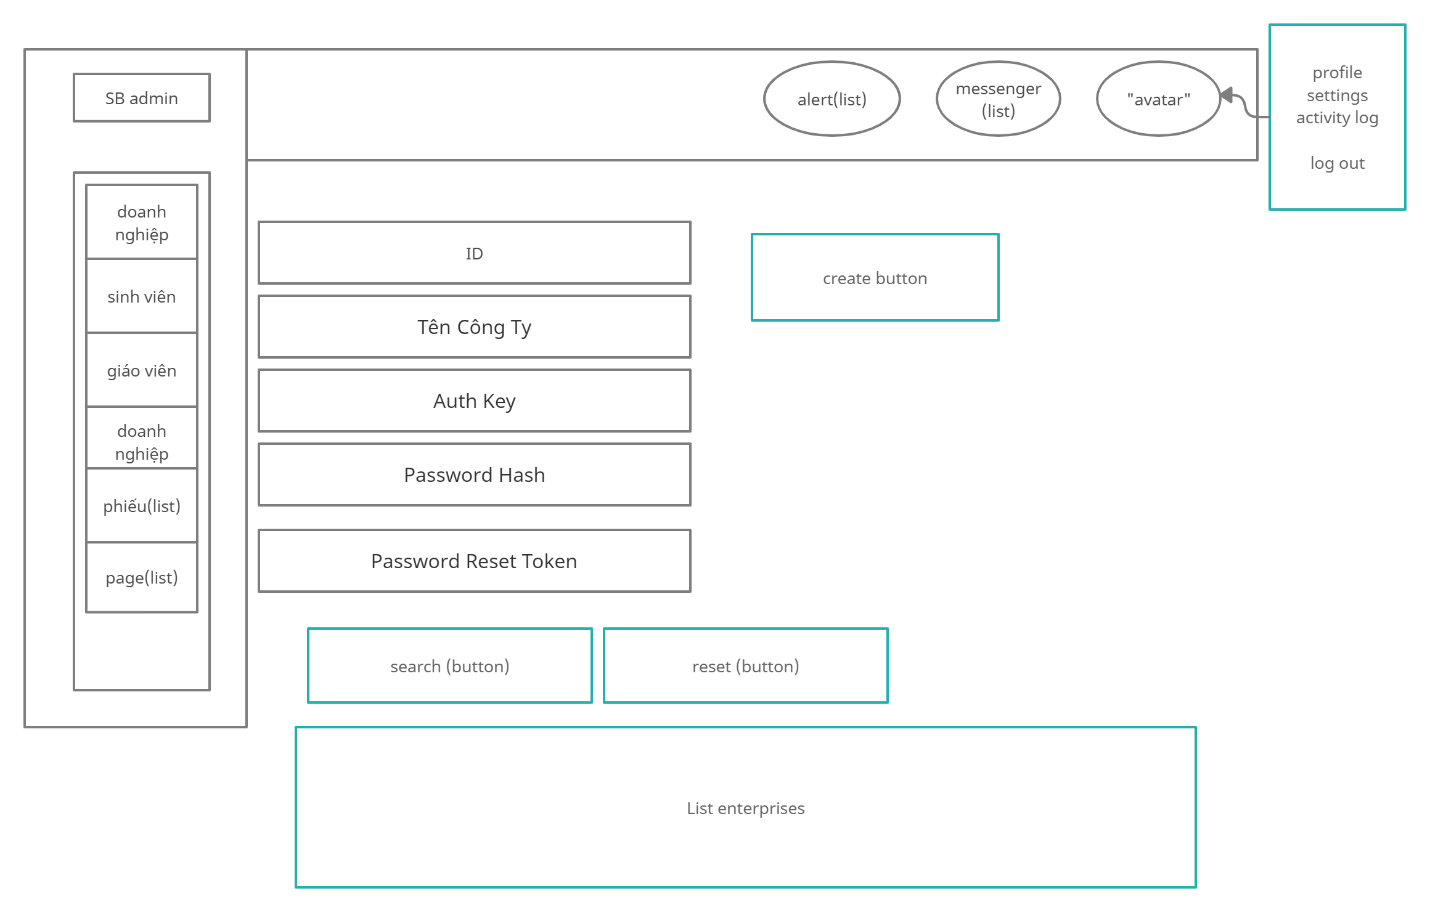 SB admin
alert(list)
messenger
(list)
"avatar"
profile
settings
activity log
log out
doanh
nghiệp
sinh viên
giáo viên
doanh
nghiệp
phiếu(list)
page(list)
ID
Tên Công Ty
Auth Key
Password Hash
Password Reset Token
create button
search (button)
reset (button)
List enterprises